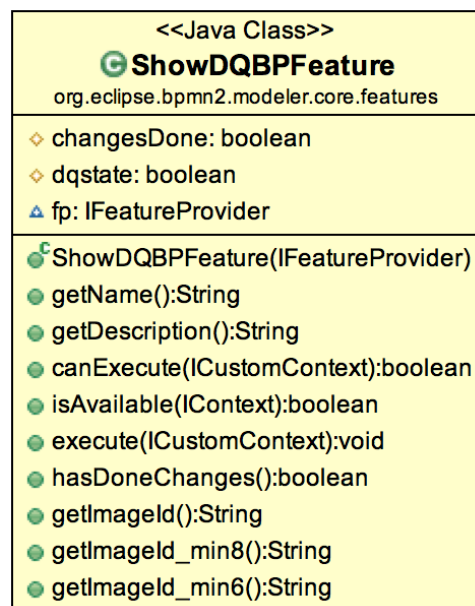 <<Java Class>>
C ShowDQBPFeature
org.eclipse.bpmn2.modeler.core.features
changesDone: boolean
dqstate: boolean
fp: IFeatureProvider
C ShowDQBPFeature(IFeatureProvider)
getName():String
getDescription():String
canExecute(ICustomContext):boolean
isAvailable(IContext):boolean
execute(ICustomContext):void
hasDoneChanges():boolean
getImageId():String
getImageId_min8():String
getImageId_min6():String